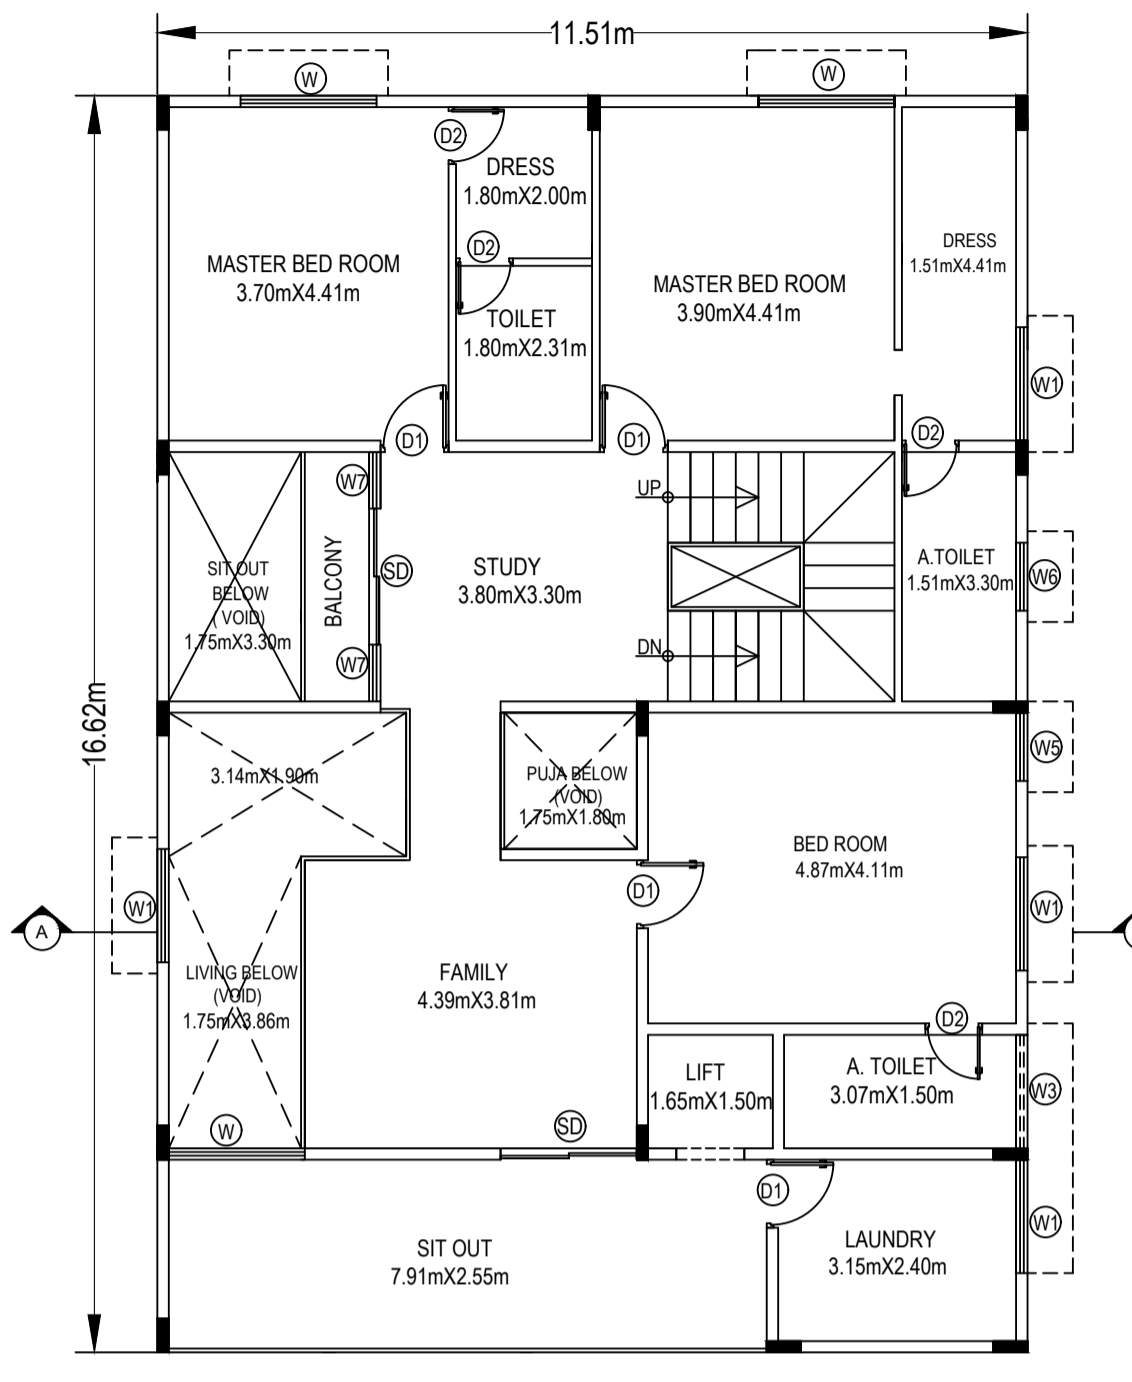 11.51m
W
W
D2
DRESS
1.80mX2.00m
D2
MASTER BED ROOM
3.70mX4.41m
TOILET
1.80mX2.31m
MASTER BED ROOM
3.90mX4.41m
DRESS
1.51mX4.41m
W1
D1
D1
D2
W7
UP
SIT OUT
BELOW
( VOID)
1.75mX3.30m
BALCONY
SD
STUDY
3.80mX3.30m
A.TOILET
1.51mX3.30m
W6
W7
DN
16.62m
3.14mX1.90m
PUJA BELOW
(VOID)
1.75mX1.80m
W5
BED ROOM
4.87mX4.11m
D1
W1
W1
A
LIVING BELOW
(VOID)
1.75mX3.86m
FAMILY
4.39mX3.81m
D2
LIFT
1.65mX1.50m
A. TOILET
3.07mX1.50m
W3
W
SD
D1
W1
SIT OUT
7.91mX2.55m
LAUNDRY
3.15mX2.40m